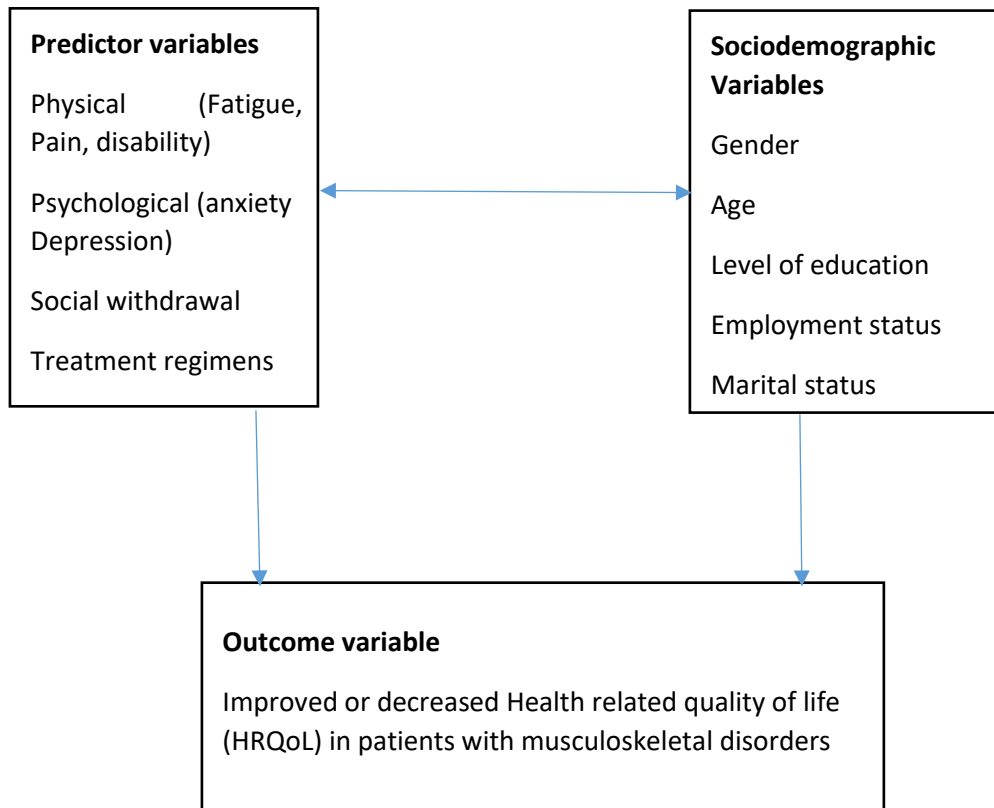 Predictor variables
Physical (Fatigue,
Pain, disability)
Psychological (anxiety
Depression)
Social withdrawal
Treatment regimens
Sociodemographic
Variables
Gender
Age
Level of education
Employment status
Marital status
Outcome variable
Improved or decreased Health related quality of life
(HRQoL) in patients with musculoskeletal disorders